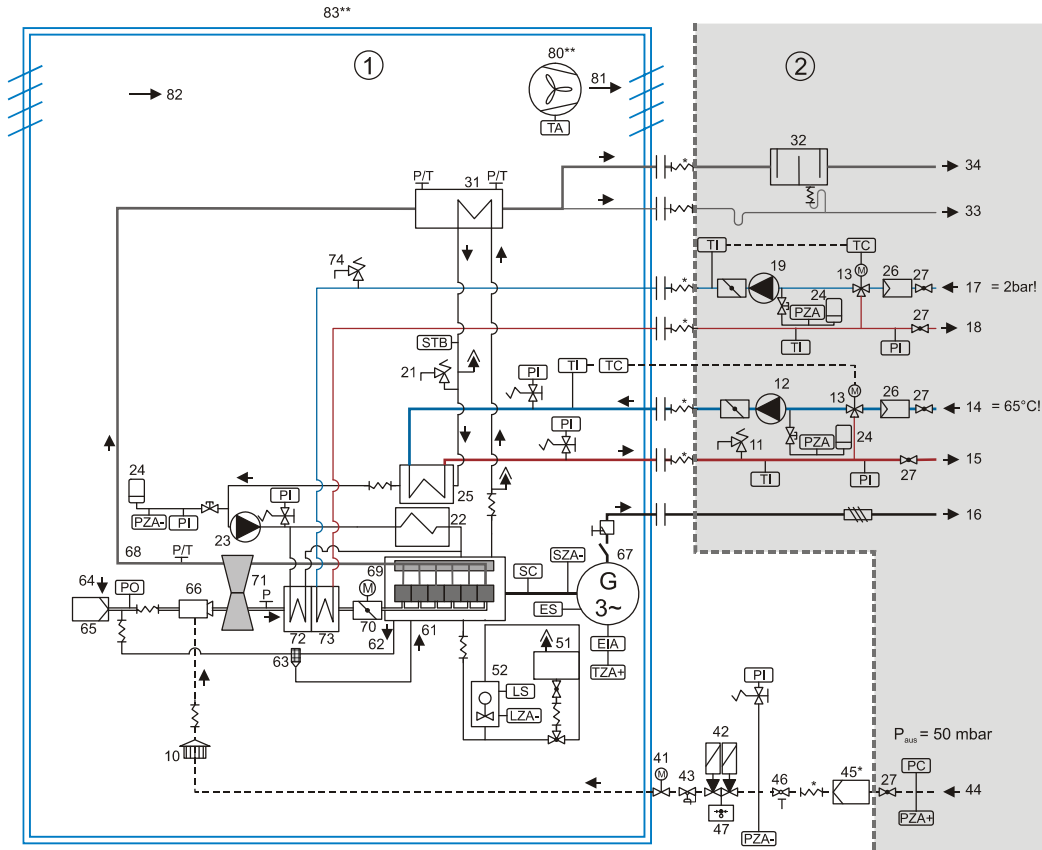 83**
1
80**
2
82
81
TA
32
34
P/T
31
P/T
33
TI
TC
74
19
13
M
26
27
24
17 = 2bar!
PZA
27
18
STB
TI
PI
21
PI
TI
TC
M
12
13
26
27
14 = 65°C!
PI
11
PZA
24
15
24
25
TI
PI
27
PZA-
PI
PI
23
22
16
68
P/T
67
SZA-
64
PO
66
71
P
69
M
SC
G
3~
65
ES
70
61
72
73
62
63
51
EIA
52
TZA+
LS
LZA-
PI
10
41
M
43
42
46
45*
27
P aus = 50 mbar
PC
44
47
PZA-
PZA+
*
*
*
*
*
*
*